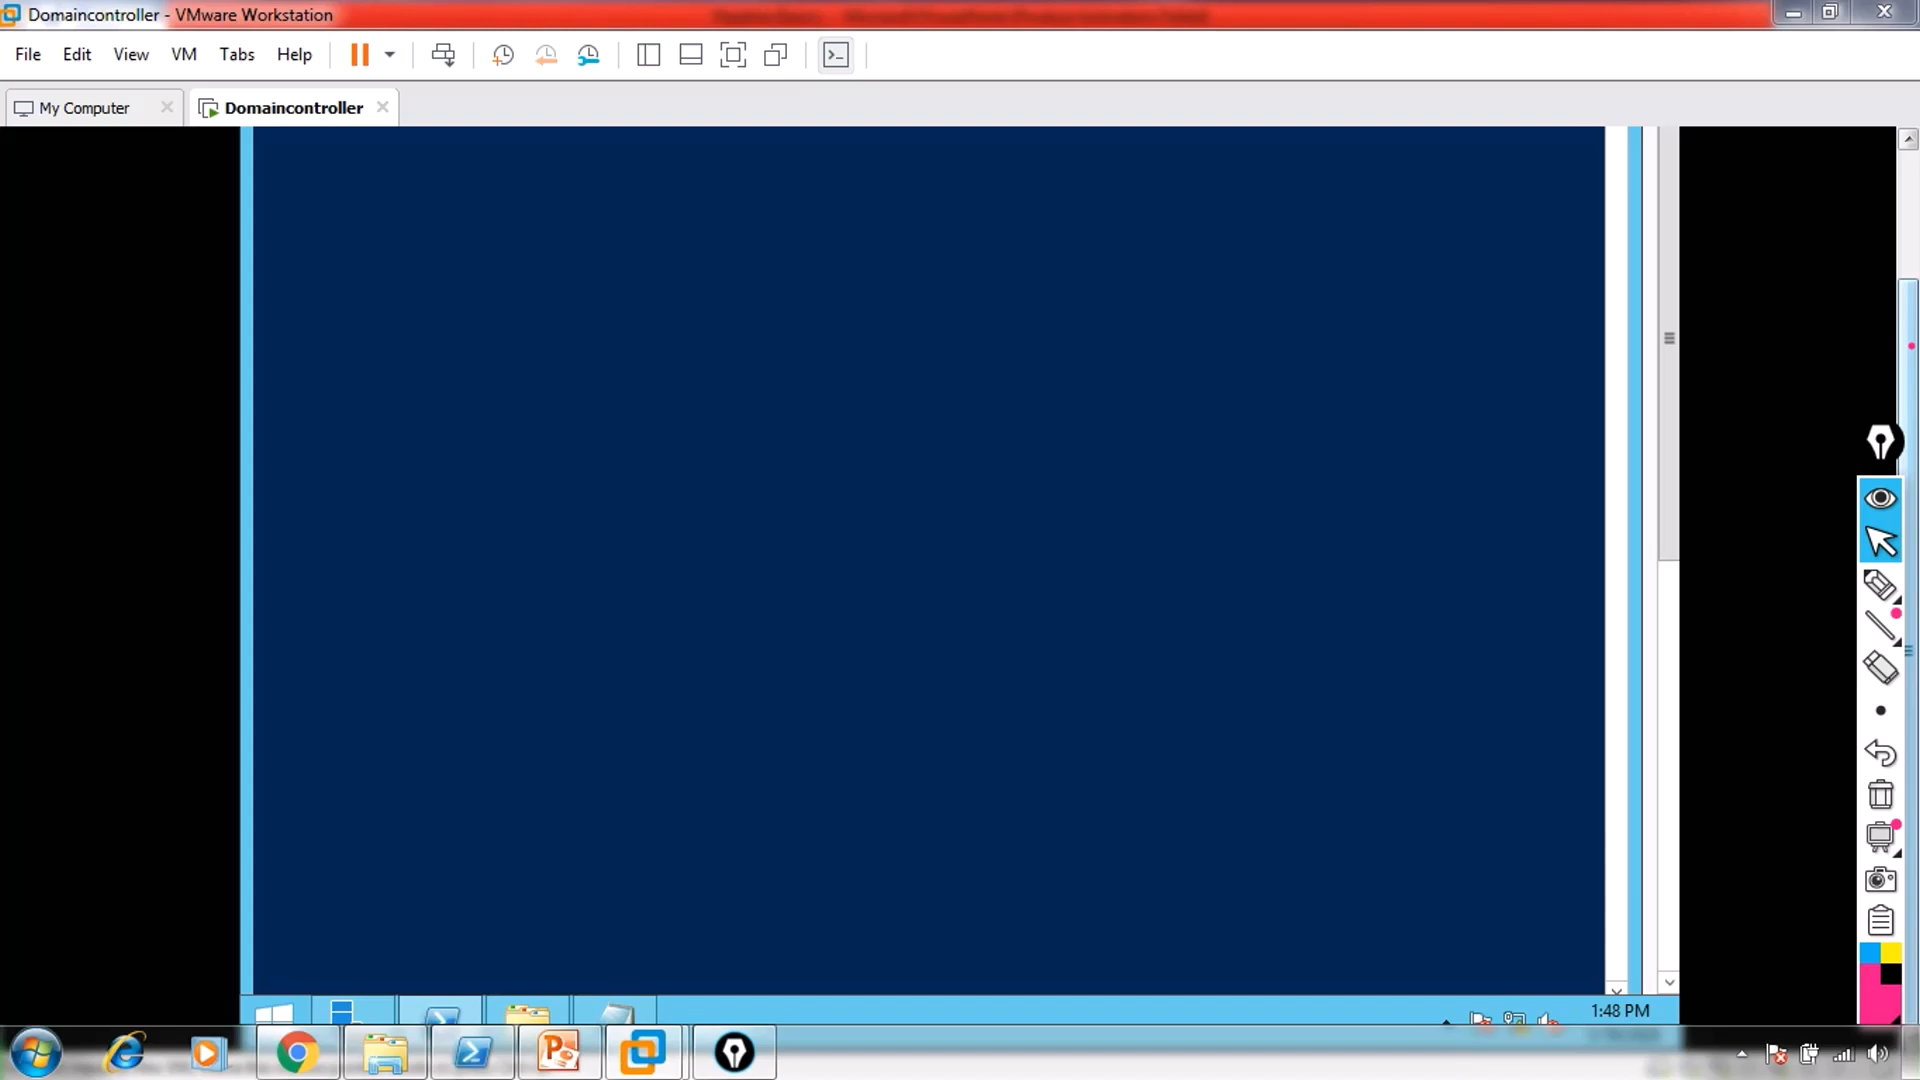 Domaincontroller - VMware Workstation
File Edit View VM Tabs Help
My Computer Domaincontroller
1:48 PM